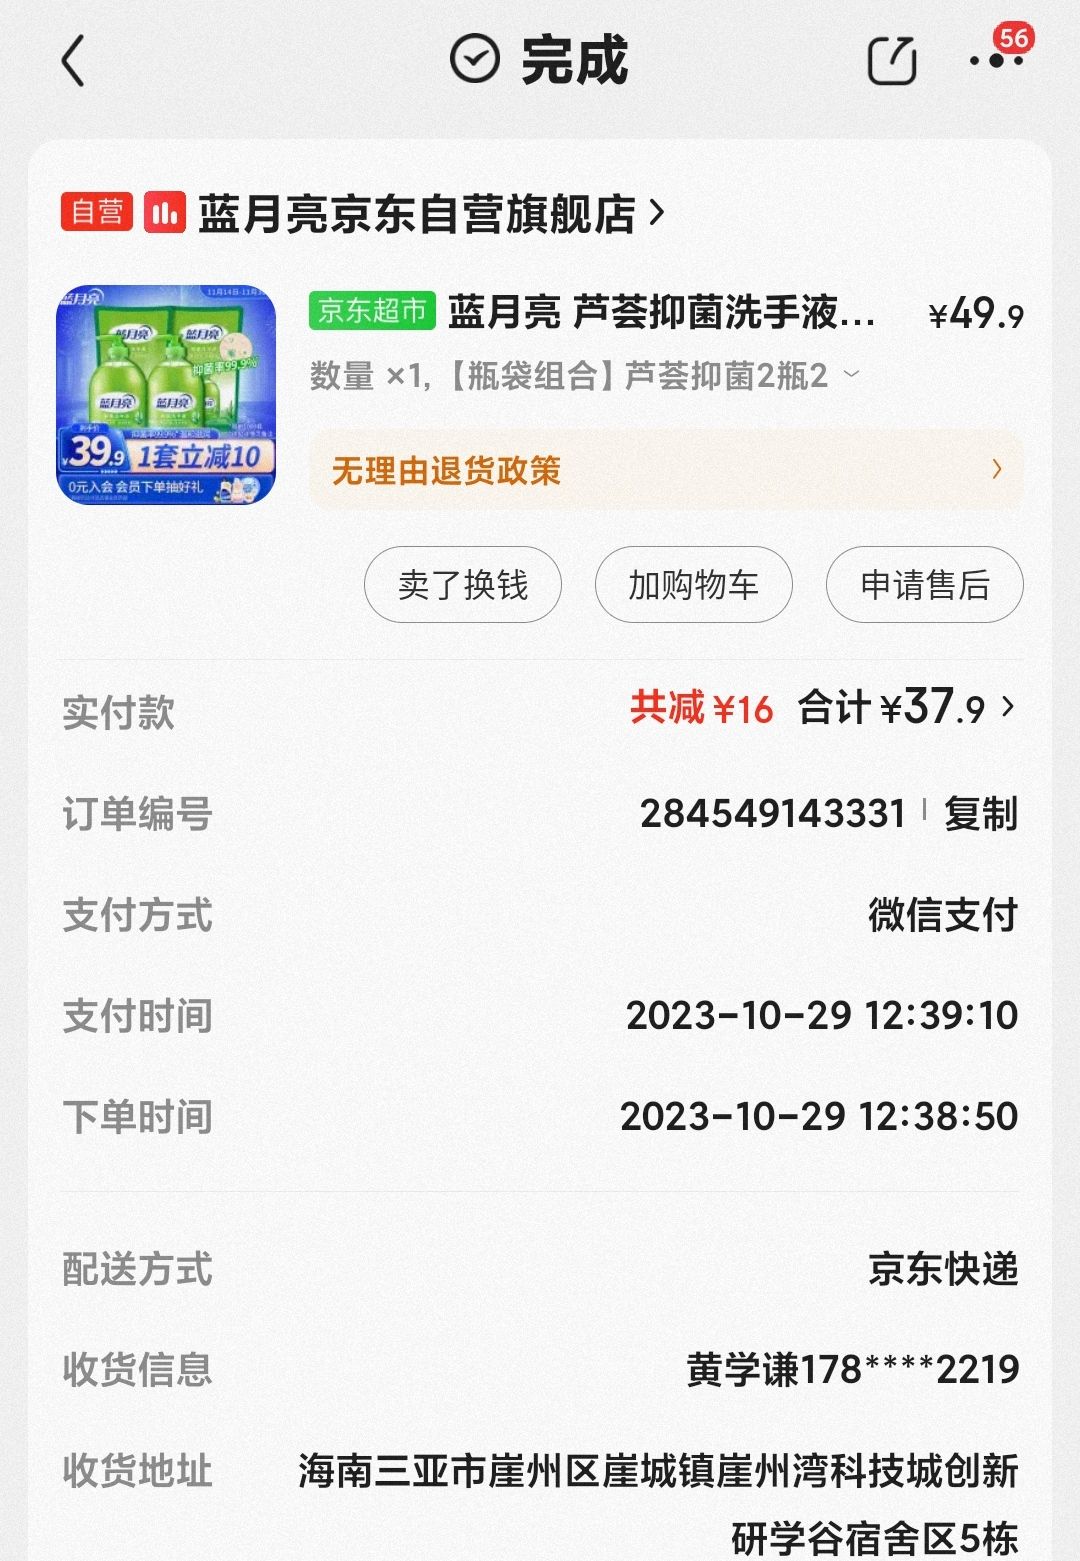 完成
56
自营 蓝月亮京东自营旗舰店
蓝月亮
蓝月亮 蓝月亮
抑菌率99.9%
蓝月亮 蓝月亮
到手价
¥39.9 1套立减10
0元入会 会员下单抽好礼
京东超市 蓝月亮 芦荟抑菌洗手液... ¥49.9
数量 ×1,【瓶袋组合】芦荟抑菌2瓶2
无理由退货政策
卖了换钱 加购物车 申请售后
实付款 共减¥16 合计¥37.9
订单编号 284549143331 | 复制
支付方式 微信支付
支付时间 2023-10-29 12:39:10
下单时间 2023-10-29 12:38:50
配送方式 京东快递
收货信息 黄学谦178****2219
收货地址 海南三亚市崖州区崖城镇崖州湾科技城创新
研学谷宿舍区5栋